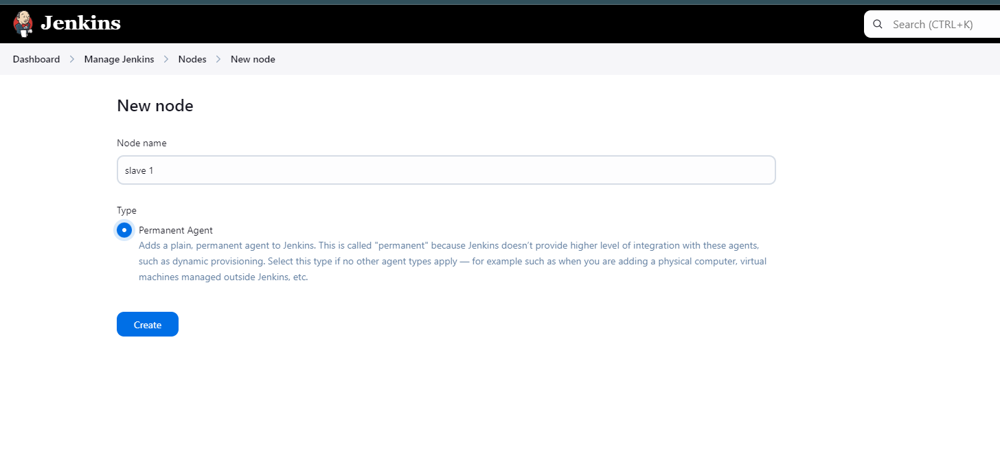 Jenkins
Search (CTRL+K)
Dashboard > Manage Jenkins > Nodes > New node
New node
Node name
slave 1
Type
Permanent Agent
Adds a plain, permanent agent to Jenkins. This is called "permanent" because Jenkins doesn't provide higher level of integration with these agents,
such as dynamic provisioning. Select this type if no other agent types apply — for example such as when you are adding a physical computer, virtual
machines managed outside Jenkins, etc.
Create